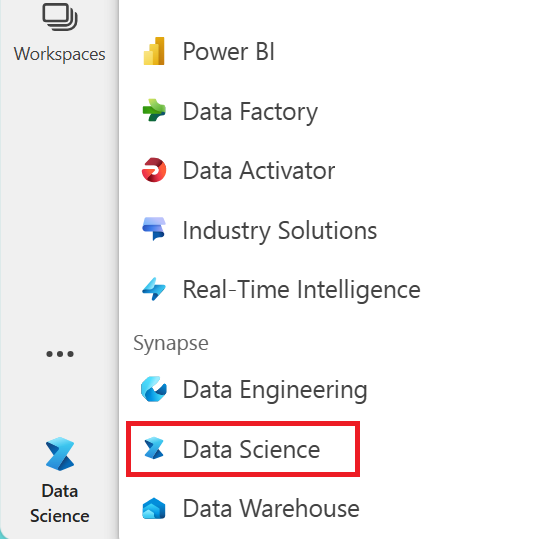 Workspaces
Power BI
Data Factory
Data Activator
Industry Solutions
Real-Time Intelligence
Synapse
Data Engineering
Data Science
Data Warehouse
Data
Science